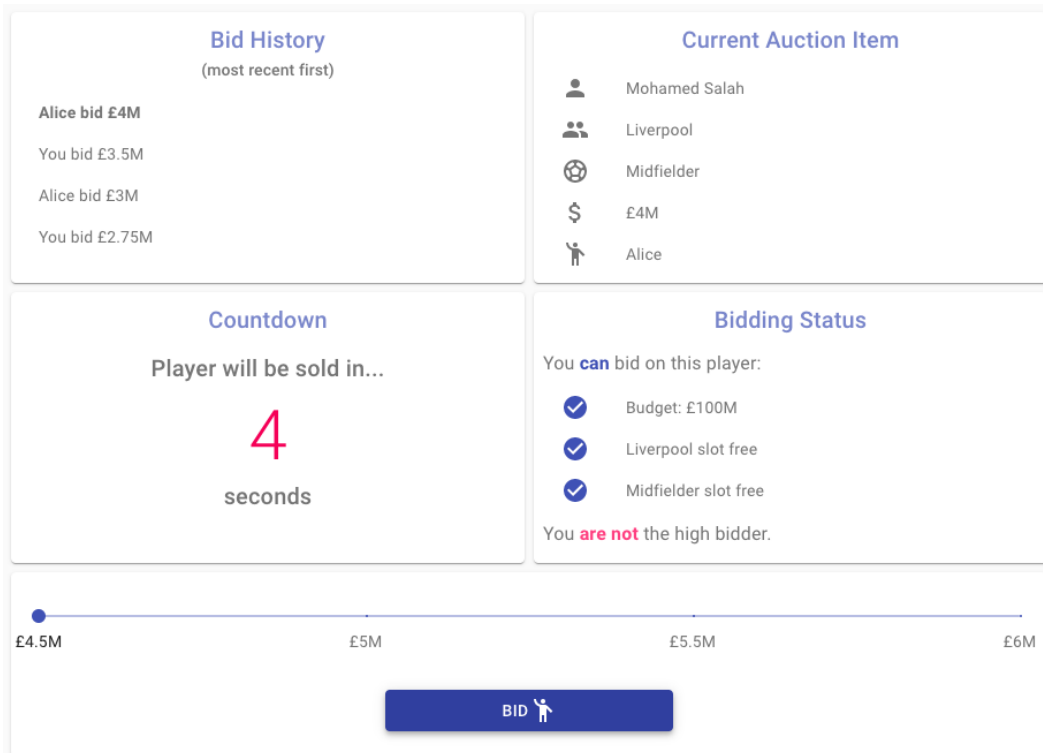 Bid History
(most recent first)
Alice bid £4M
You bid £3.5M
Alice bid £3M
You bid £2.75M
Current Auction Item
Mohamed Salah
Liverpool
Midfielder
$ £4M
Alice
Countdown
Player will be sold in...
4
seconds
Bidding Status
You can bid on this player:
Budget: £100M
Liverpool slot free
Midfielder slot free
You are not the high bidder.
£4.5M £5M £5.5M £6M
BID